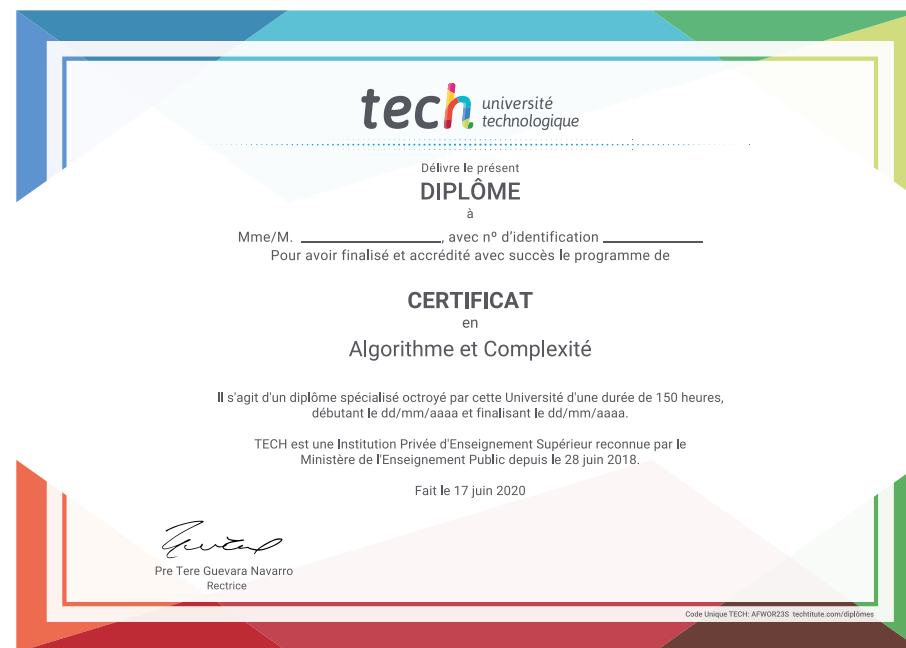 tech université
technologique
Délivre le présent
DIPLÔME
à
Mme/M. ____________________, avec nº d'identification ______________
Pour avoir finalisé et accrédité avec succès le programme de
CERTIFICAT
en
Algorithme et Complexité
Il s'agit d'un diplôme spécialisé octroyé par cette Université d'une durée de 150 heures,
débutant le dd/mm/aaaa et finalisant le dd/mm/aaaa.
TECH est une Institution Privée d'Enseignement Supérieur reconnue par le
Ministère de l'Enseignement Public depuis le 28 juin 2018.
Fait le 17 juin 2020
Pre Tere Guevara Navarro
Rectrice
Code Unique TECH: AFWOR23S techtitute.com/diplômes